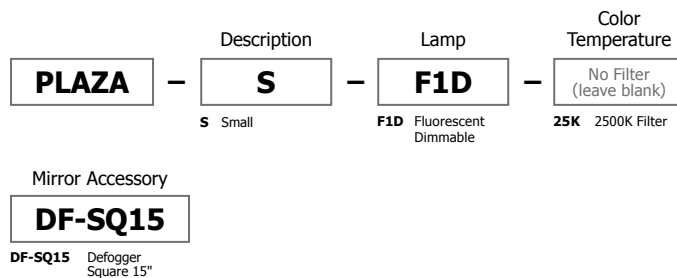 Description Lamp Color
Temperature
PLAZA – S – F1D – No Filter
(leave blank)
S Small F1D Fluorescent
Dimmable 25K 2500K Filter
Mirror Accessory
DF-SQ15
DF-SQ15 Defogger
Square 15"